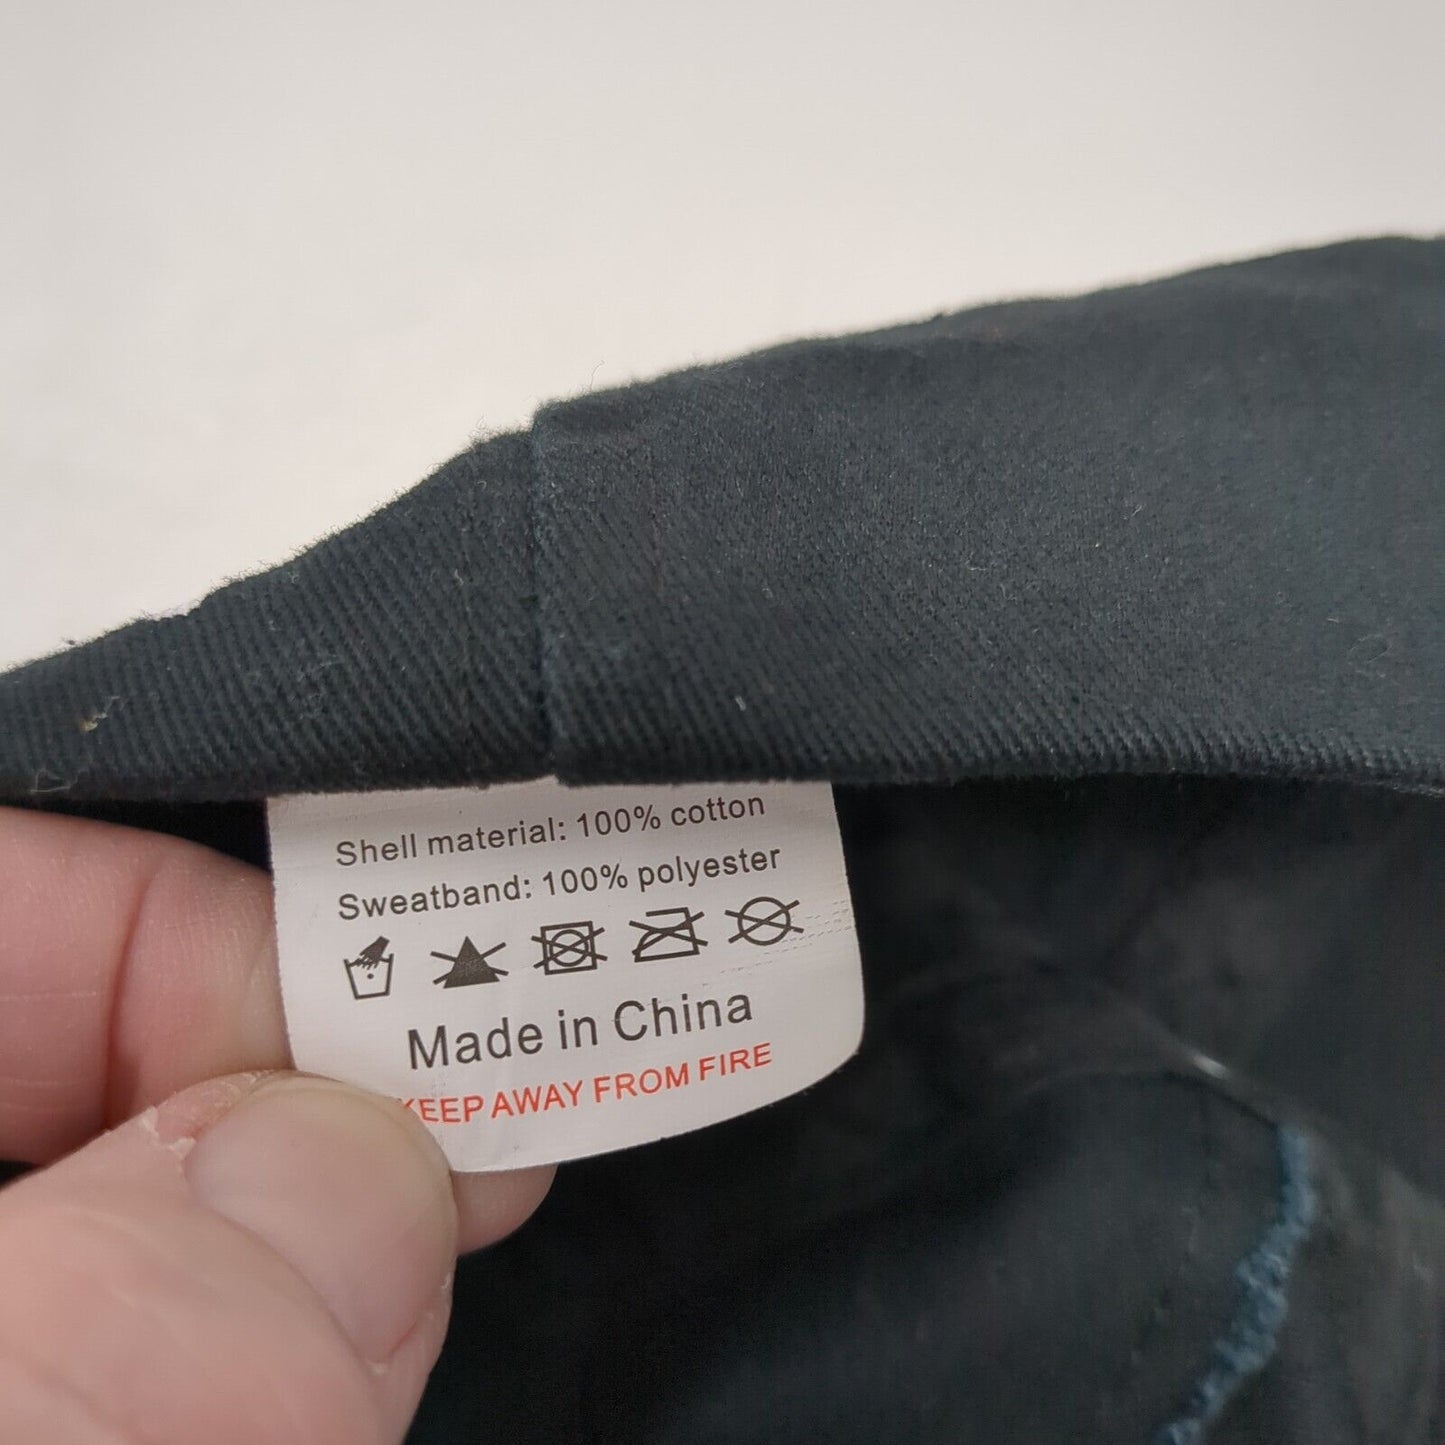 Shell material: 100% cotton
Sweatband: 100% polyester
Made in China
KEEP AWAY FROM FIRE